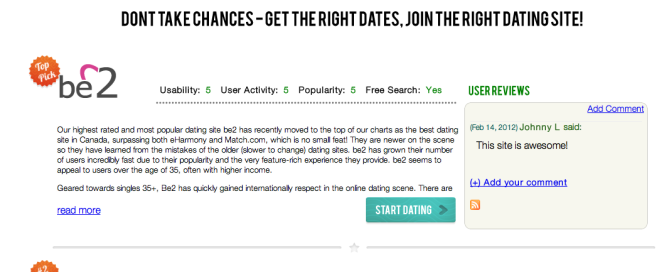 DONT TAKE CHANCES – GET THE RIGHT DATES, JOIN THE RIGHT DATING SITE!
Top
Pick
be2
Usability: 5 User Activity: 5 Popularity: 5 Free Search: Yes
USER REVIEWS
Add Comment
(Feb 14, 2012) Johnny L said:
This site is awesome!
(+) Add your comment
Our highest rated and most popular dating site be2 has recently moved to the top of our charts as the best dating
site in Canada, surpassing both eHarmony and Match.com, which is no small feat! They are newer on the scene
so they have learned from the mistakes of the older (slower to change) dating sites. be2 has grown their number
of users incredibly fast due to their popularity and the very feature-rich experience they provide. be2 seems to
appeal to users over the age of 35, often with higher income.
Geared towards singles 35+, Be2 has quickly gained internationally respect in the online dating scene. There are
read more
START DATING
#2